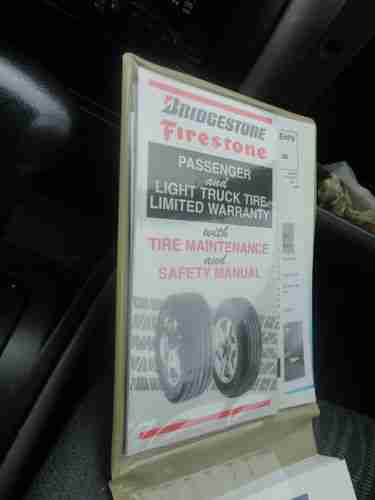 BRIDGESTONE
Firestone
PASSENGER
and
LIGHT TRUCK TIRE
LIMITED WARRANTY
with
TIRE MAINTENANCE
and
SAFETY MANUAL